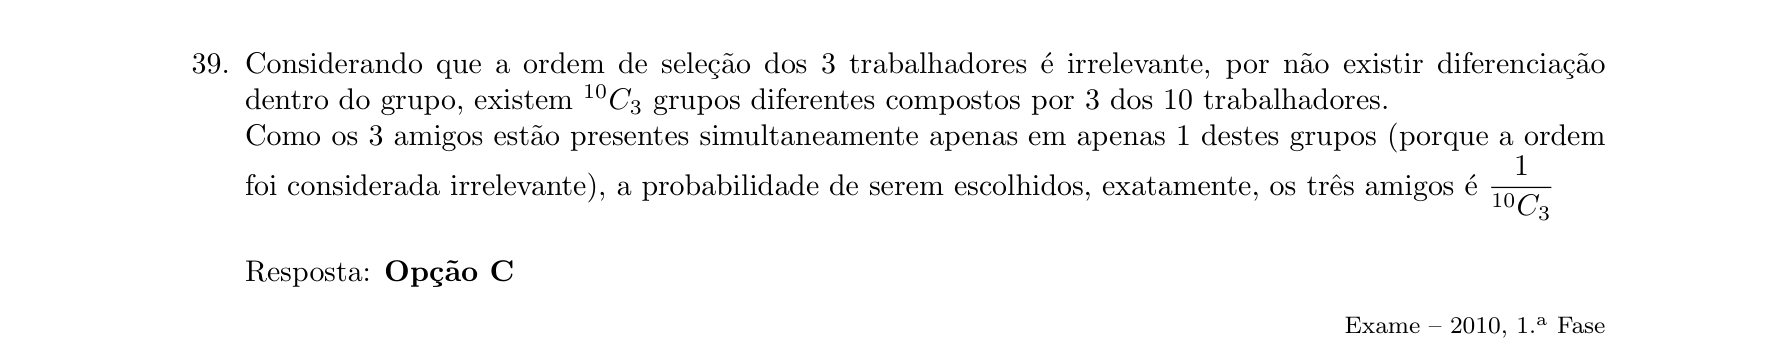 39. Considerando que a ordem de seleção dos 3 trabalhadores é irrelevante, por não existir diferenciação
dentro do grupo, existem $^{10}C_3$ grupos diferentes compostos por 3 dos 10 trabalhadores.
Como os 3 amigos estão presentes simultaneamente apenas em apenas 1 destes grupos (porque a ordem
foi considerada irrelevante), a probabilidade de serem escolhidos, exatamente, os três amigos é $\frac{1}{^{10}C_3}$
Resposta: Opção C
Exame – 2010, 1.ª Fase